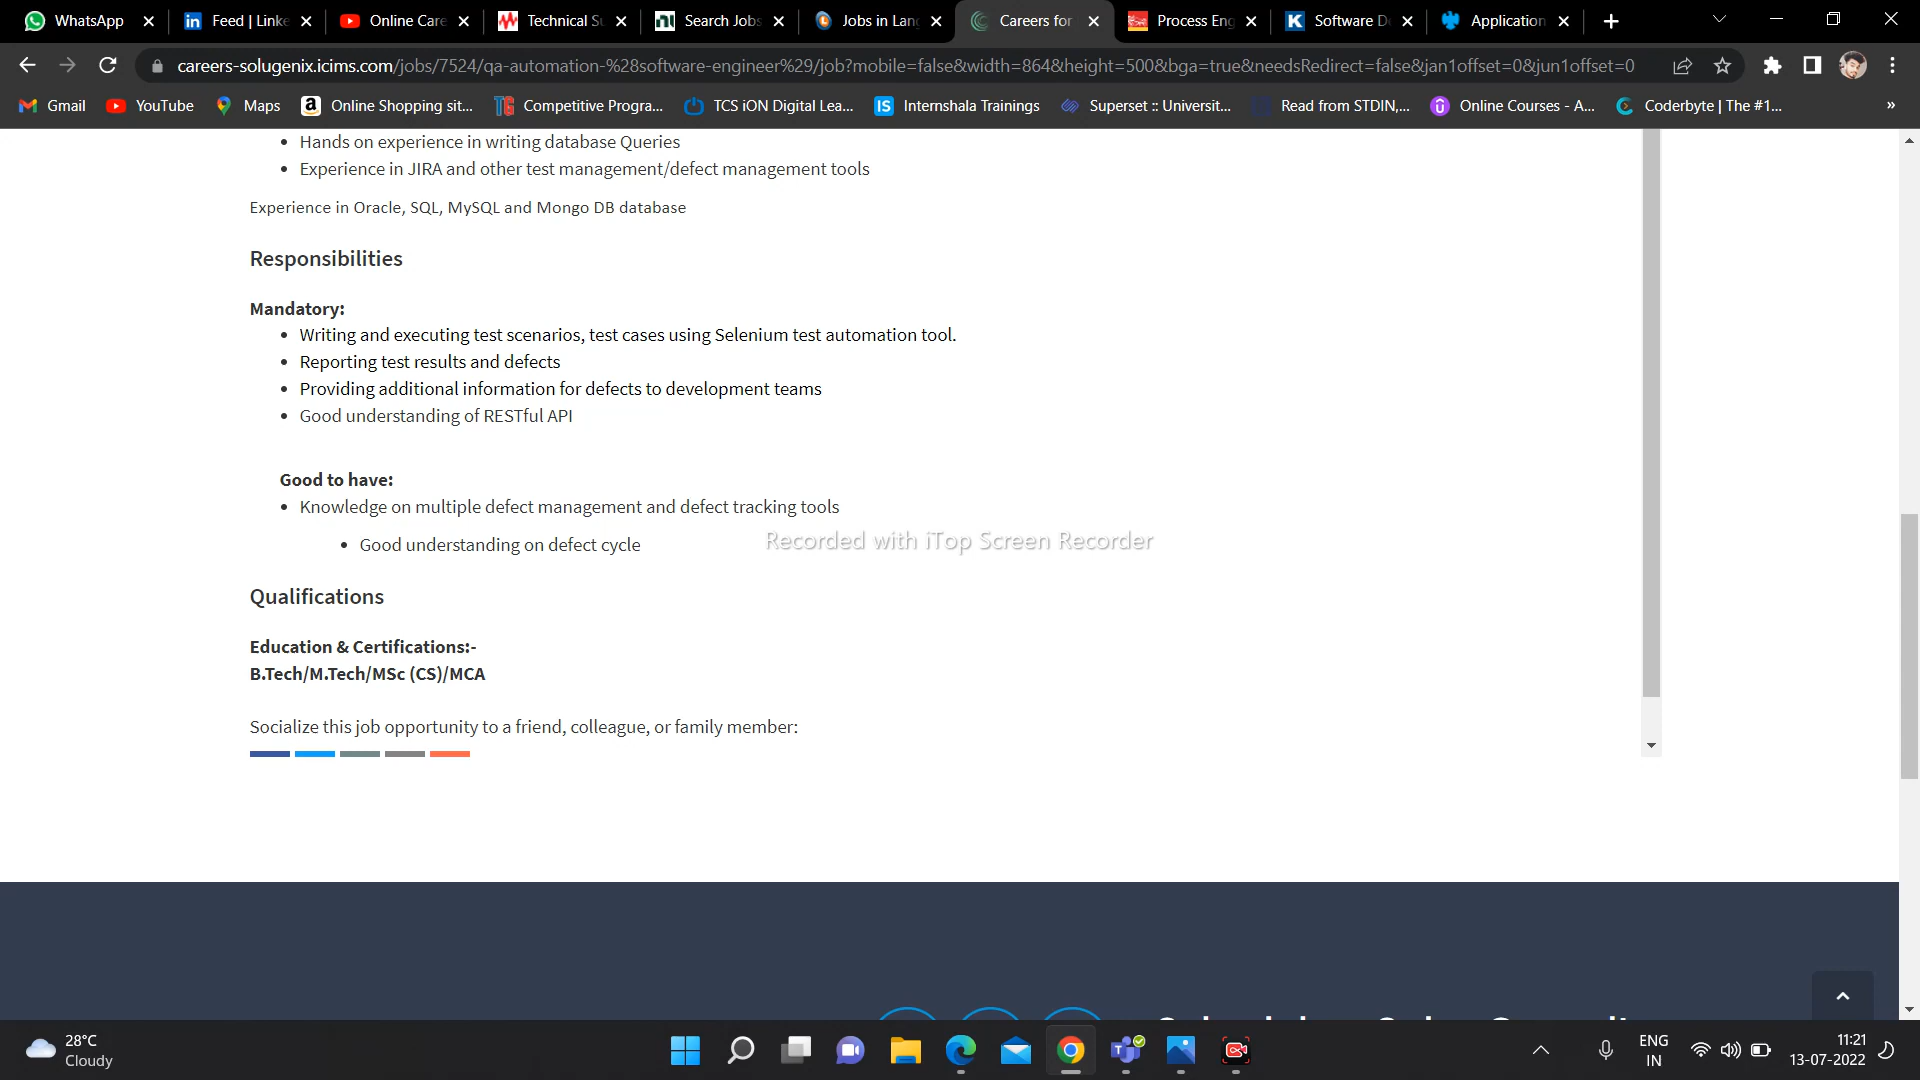 WhatsApp
Feed | Linke
Online Care
Technical Su
Search Jobs
Jobs in Lang
Careers for
Process Eng
Software De
Application
careers-solugenix.icims.com/jobs/7524/qa-automation-%28software-engineer%29/job?mobile=false&width=864&height=500&bga=true&needsRedirect=false&jan1offset=0&jun1offset=0
Gmail
YouTube
Maps
Online Shopping sit...
Competitive Progra...
TCS iON Digital Lea...
Internshala Trainings
Superset :: Universit...
Read from STDIN,...
Online Courses - A...
Coderbyte | The #1...
»
• Hands on experience in writing database Queries
• Experience in JIRA and other test management/defect management tools
Experience in Oracle, SQL, MySQL and Mongo DB database
Responsibilities
Mandatory:
• Writing and executing test scenarios, test cases using Selenium test automation tool.
• Reporting test results and defects
• Providing additional information for defects to development teams
• Good understanding of RESTful API
Good to have:
• Knowledge on multiple defect management and defect tracking tools
Recorded with iTop Screen Recorder
• Good understanding on defect cycle
Qualifications
Education & Certifications:-
B.Tech/M.Tech/MSc (CS)/MCA
Socialize this job opportunity to a friend, colleague, or family member:
28°C
Cloudy
ENG
IN
11:21
13-07-2022